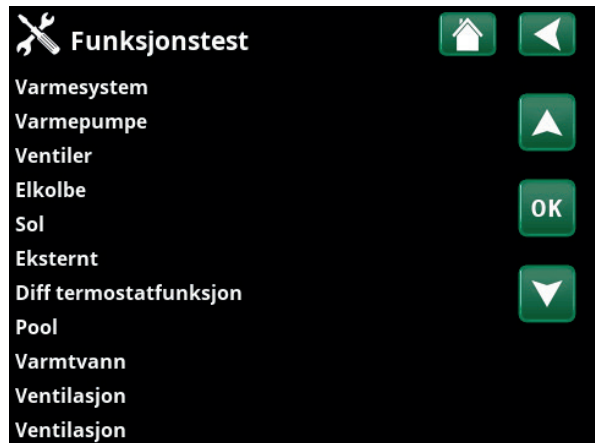 Funksjonstest
Varmesystem
Varmepumpe
Ventiler
Elkolbe
OK
Sol
Eksternt
Diff termostatfunksjon
Pool
Varmtvann
Ventilasjon
Ventilasjon